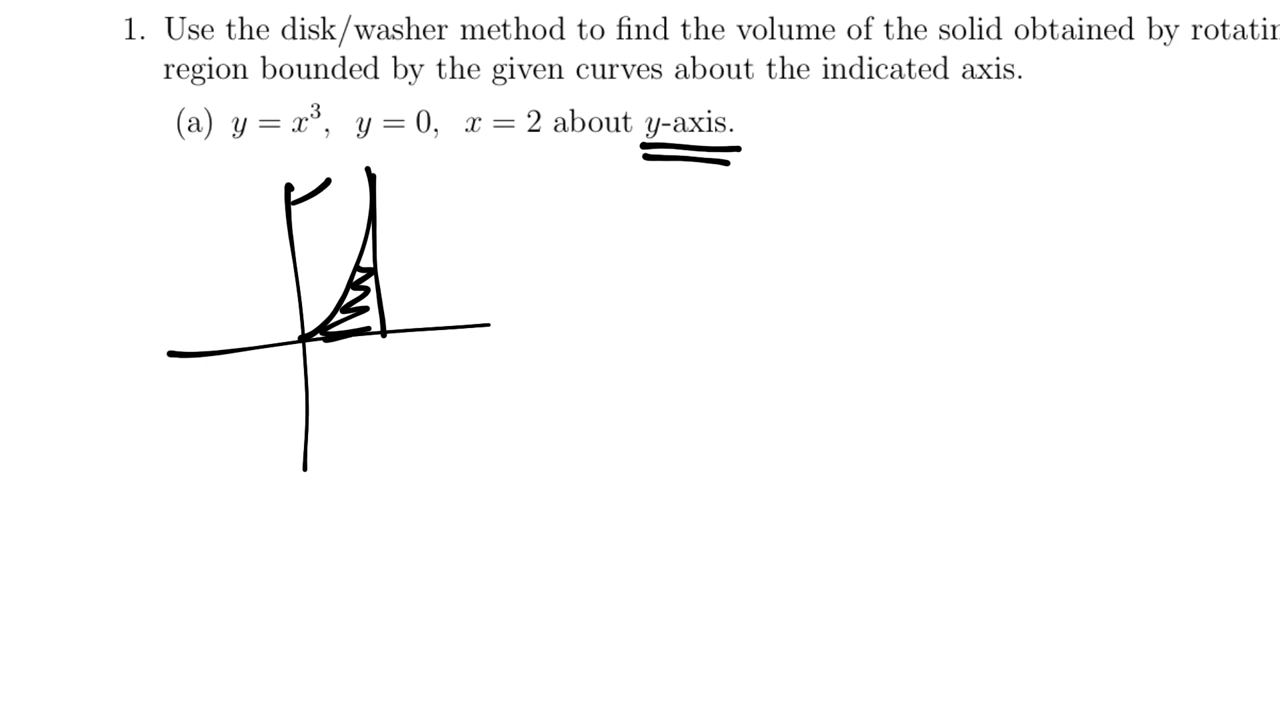 1. Use the disk/washer method to find the volume of the solid obtained by
region bounded by the given curves about the indicated axis.
(a) y = x³, y = 0, x = 2 about y-axis.